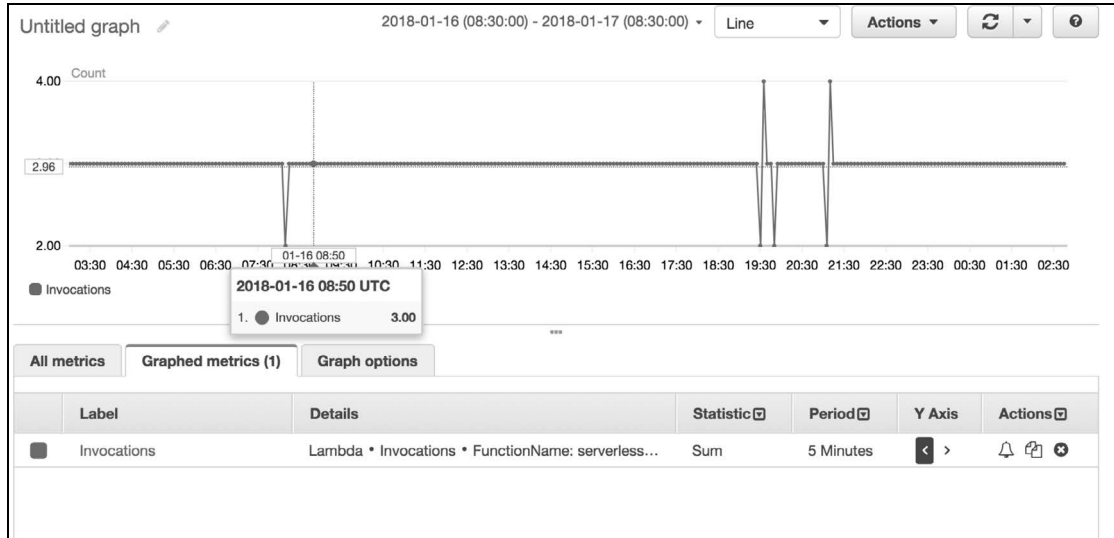 Untitled graph
2018-01-16 (08:30:00) - 2018-01-17 (08:30:00)
Line
Actions
Count
4.00
2.96
2.00
01-16 08:50
03:30 04:30 05:30 06:30 07:30 08:30 09:30 10:30 11:30 12:30 13:30 14:30 15:30 16:30 17:30 18:30 19:30 20:30 21:30 22:30 23:30 00:30 01:30 02:30
Invocations
2018-01-16 08:50 UTC
1. Invocations 3.00
All metrics Graphed metrics (1) Graph options
Label Details Statistic Period Y Axis Actions
Invocations Lambda • Invocations • FunctionName: serverless... Sum 5 Minutes < >